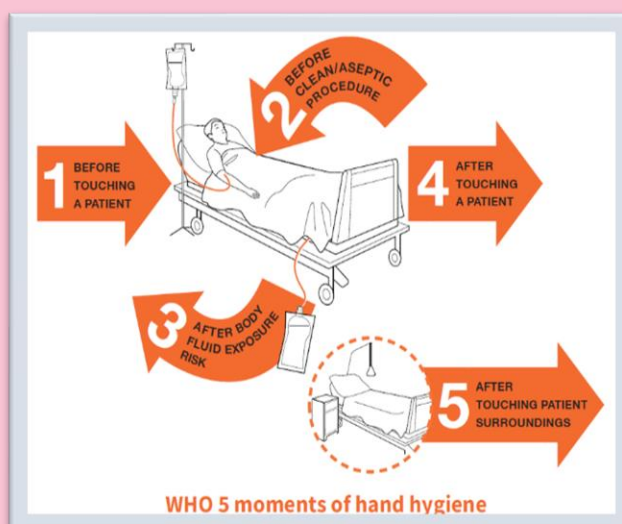 1
BEFORE
TOUCHING
A PATIENT
2
BEFORE
CLEAN/ASEPTIC
PROCEDURE
3
AFTER BODY
FLUID EXPOSURE
RISK
4
AFTER
TOUCHING
A PATIENT
5
AFTER
TOUCHING PATIENT
SURROUNDINGS
WHO 5 moments of hand hygiene